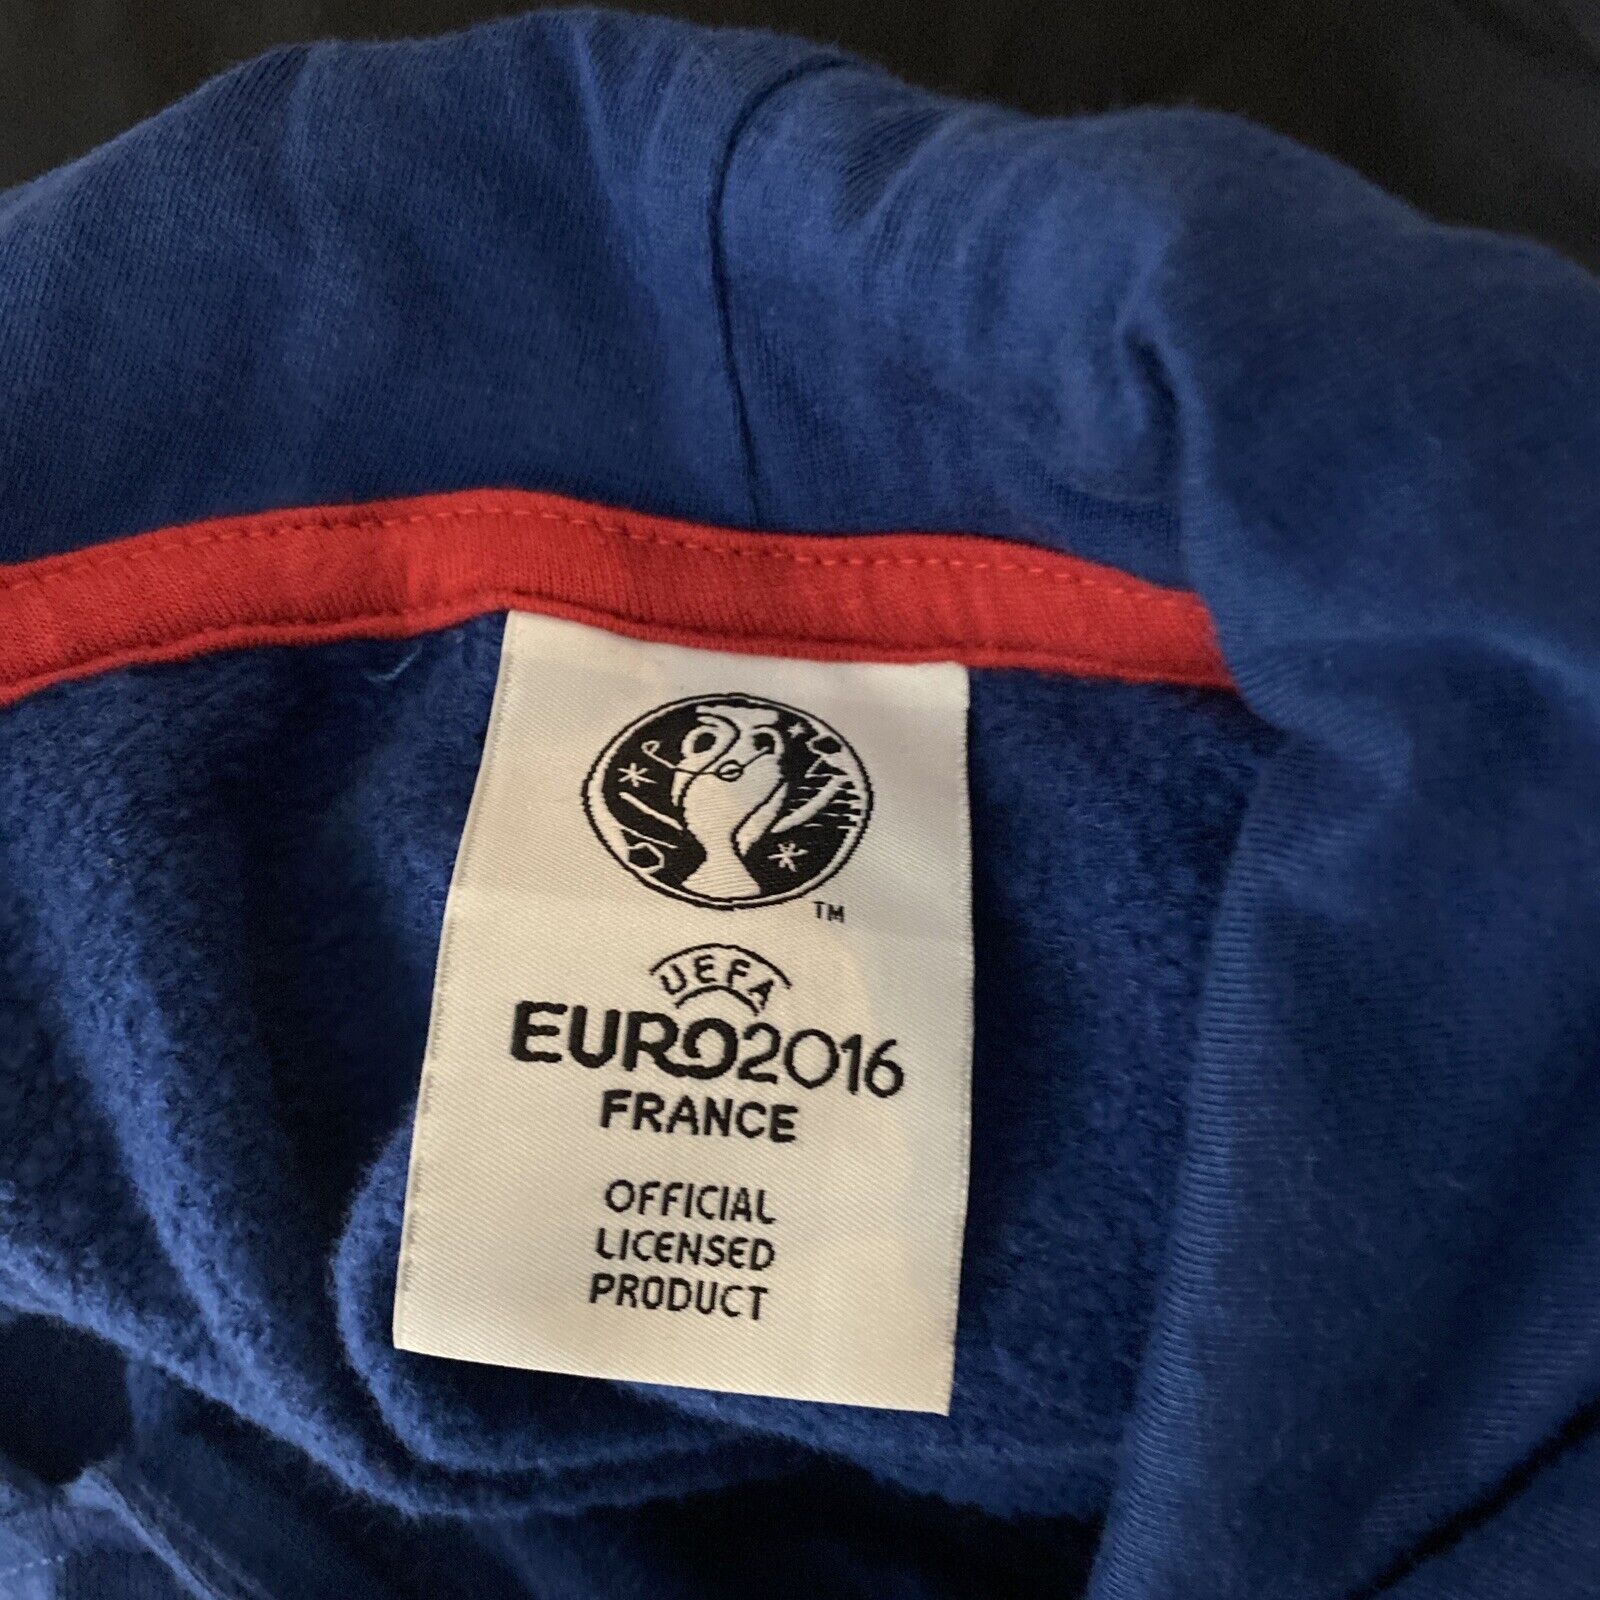 TM
UEFA
EURO2016
FRANCE
OFFICIAL
LICENSED
PRODUCT